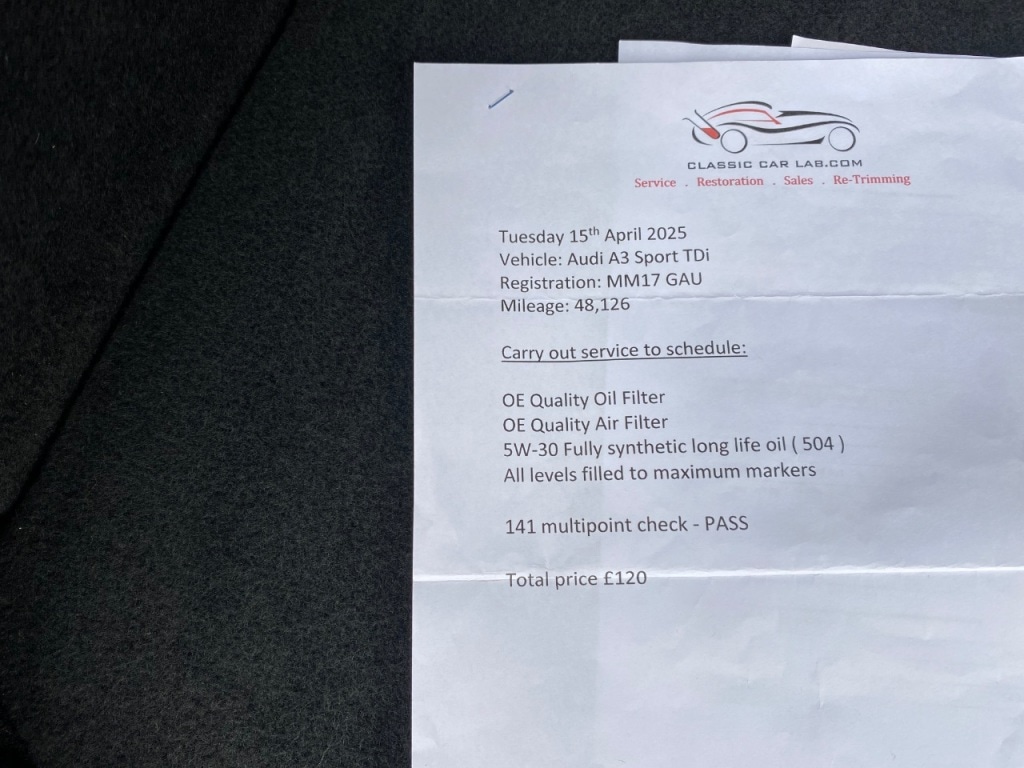 CLASSIC CAR LAB.COM
Service . Restoration . Sales . Re-Trimming
Tuesday 15th April 2025
Vehicle: Audi A3 Sport TDi
Registration: MM17 GAU
Mileage: 48,126
Carry out service to schedule:
OE Quality Oil Filter
OE Quality Air Filter
5W-30 Fully synthetic long life oil ( 504 )
All levels filled to maximum markers
141 multipoint check - PASS
Total price £120